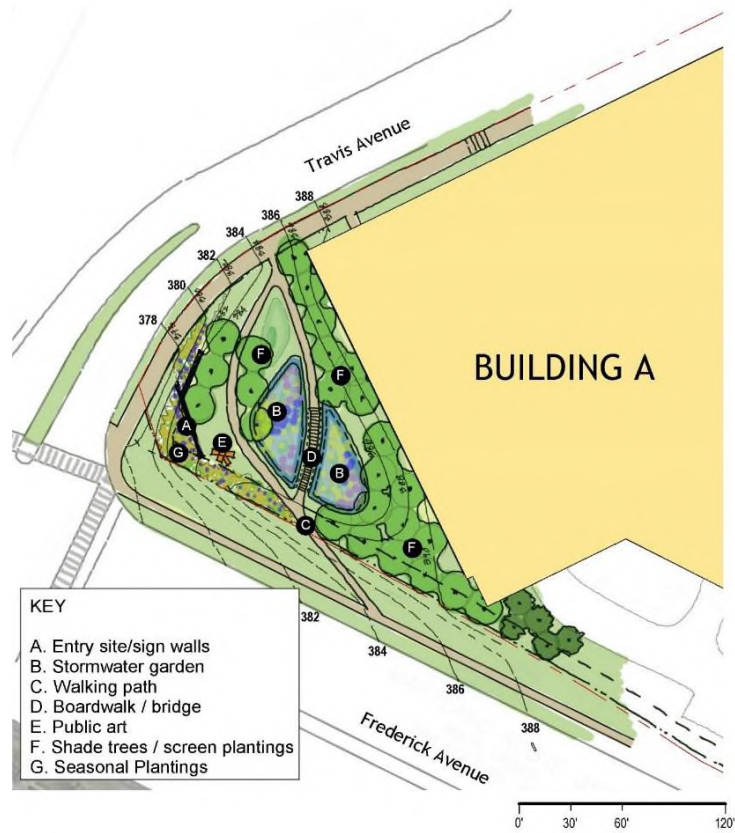 Travis Avenue
388
386
384
382
380
378
BUILDING A
F
F
B
A
E
D
B
G
C
F
KEY
A. Entry site/sign walls
B. Stormwater garden
C. Walking path
D. Boardwalk / bridge
E. Public art
F. Shade trees / screen plantings
G. Seasonal Plantings
382
384
386
388
Frederick Avenue
0' 30' 60' 120'